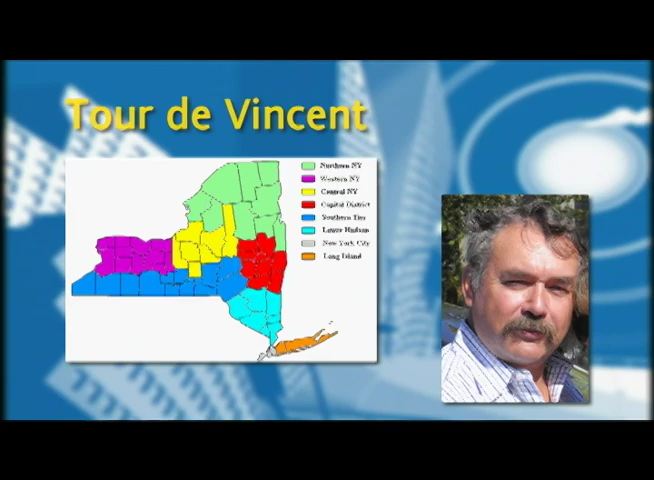 Tour de Vincent
Northern NY
Western NY
Central NY
Capital District
Southern Tier
Lower Hudson
New York City
Long Island